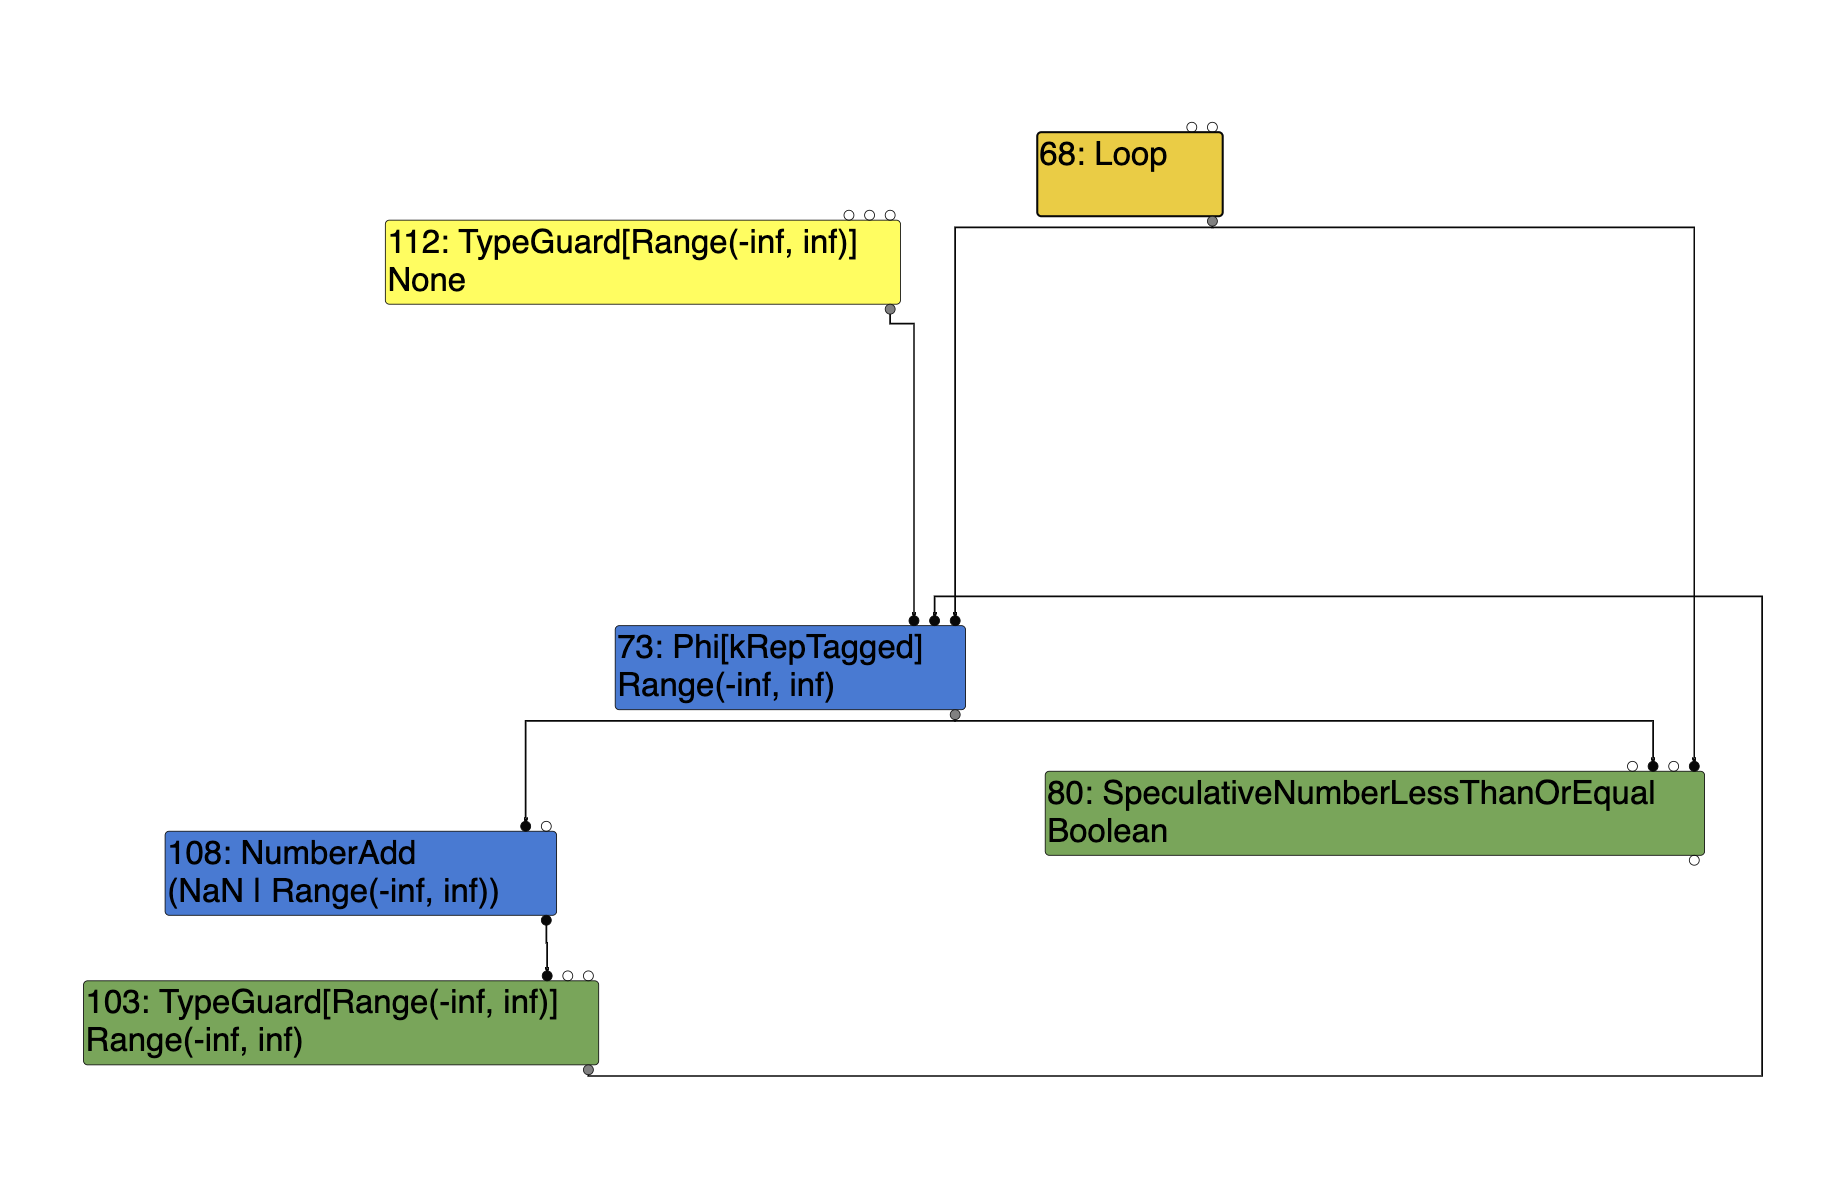 68: Loop
112: TypeGuard[Range(-inf, inf)]
None
73: Phi[kRepTagged]
Range(-inf, inf)
80: SpeculativeNumberLessThanOrEqual
Boolean
108: NumberAdd
(NaN | Range(-inf, inf))
103: TypeGuard[Range(-inf, inf)]
Range(-inf, inf)